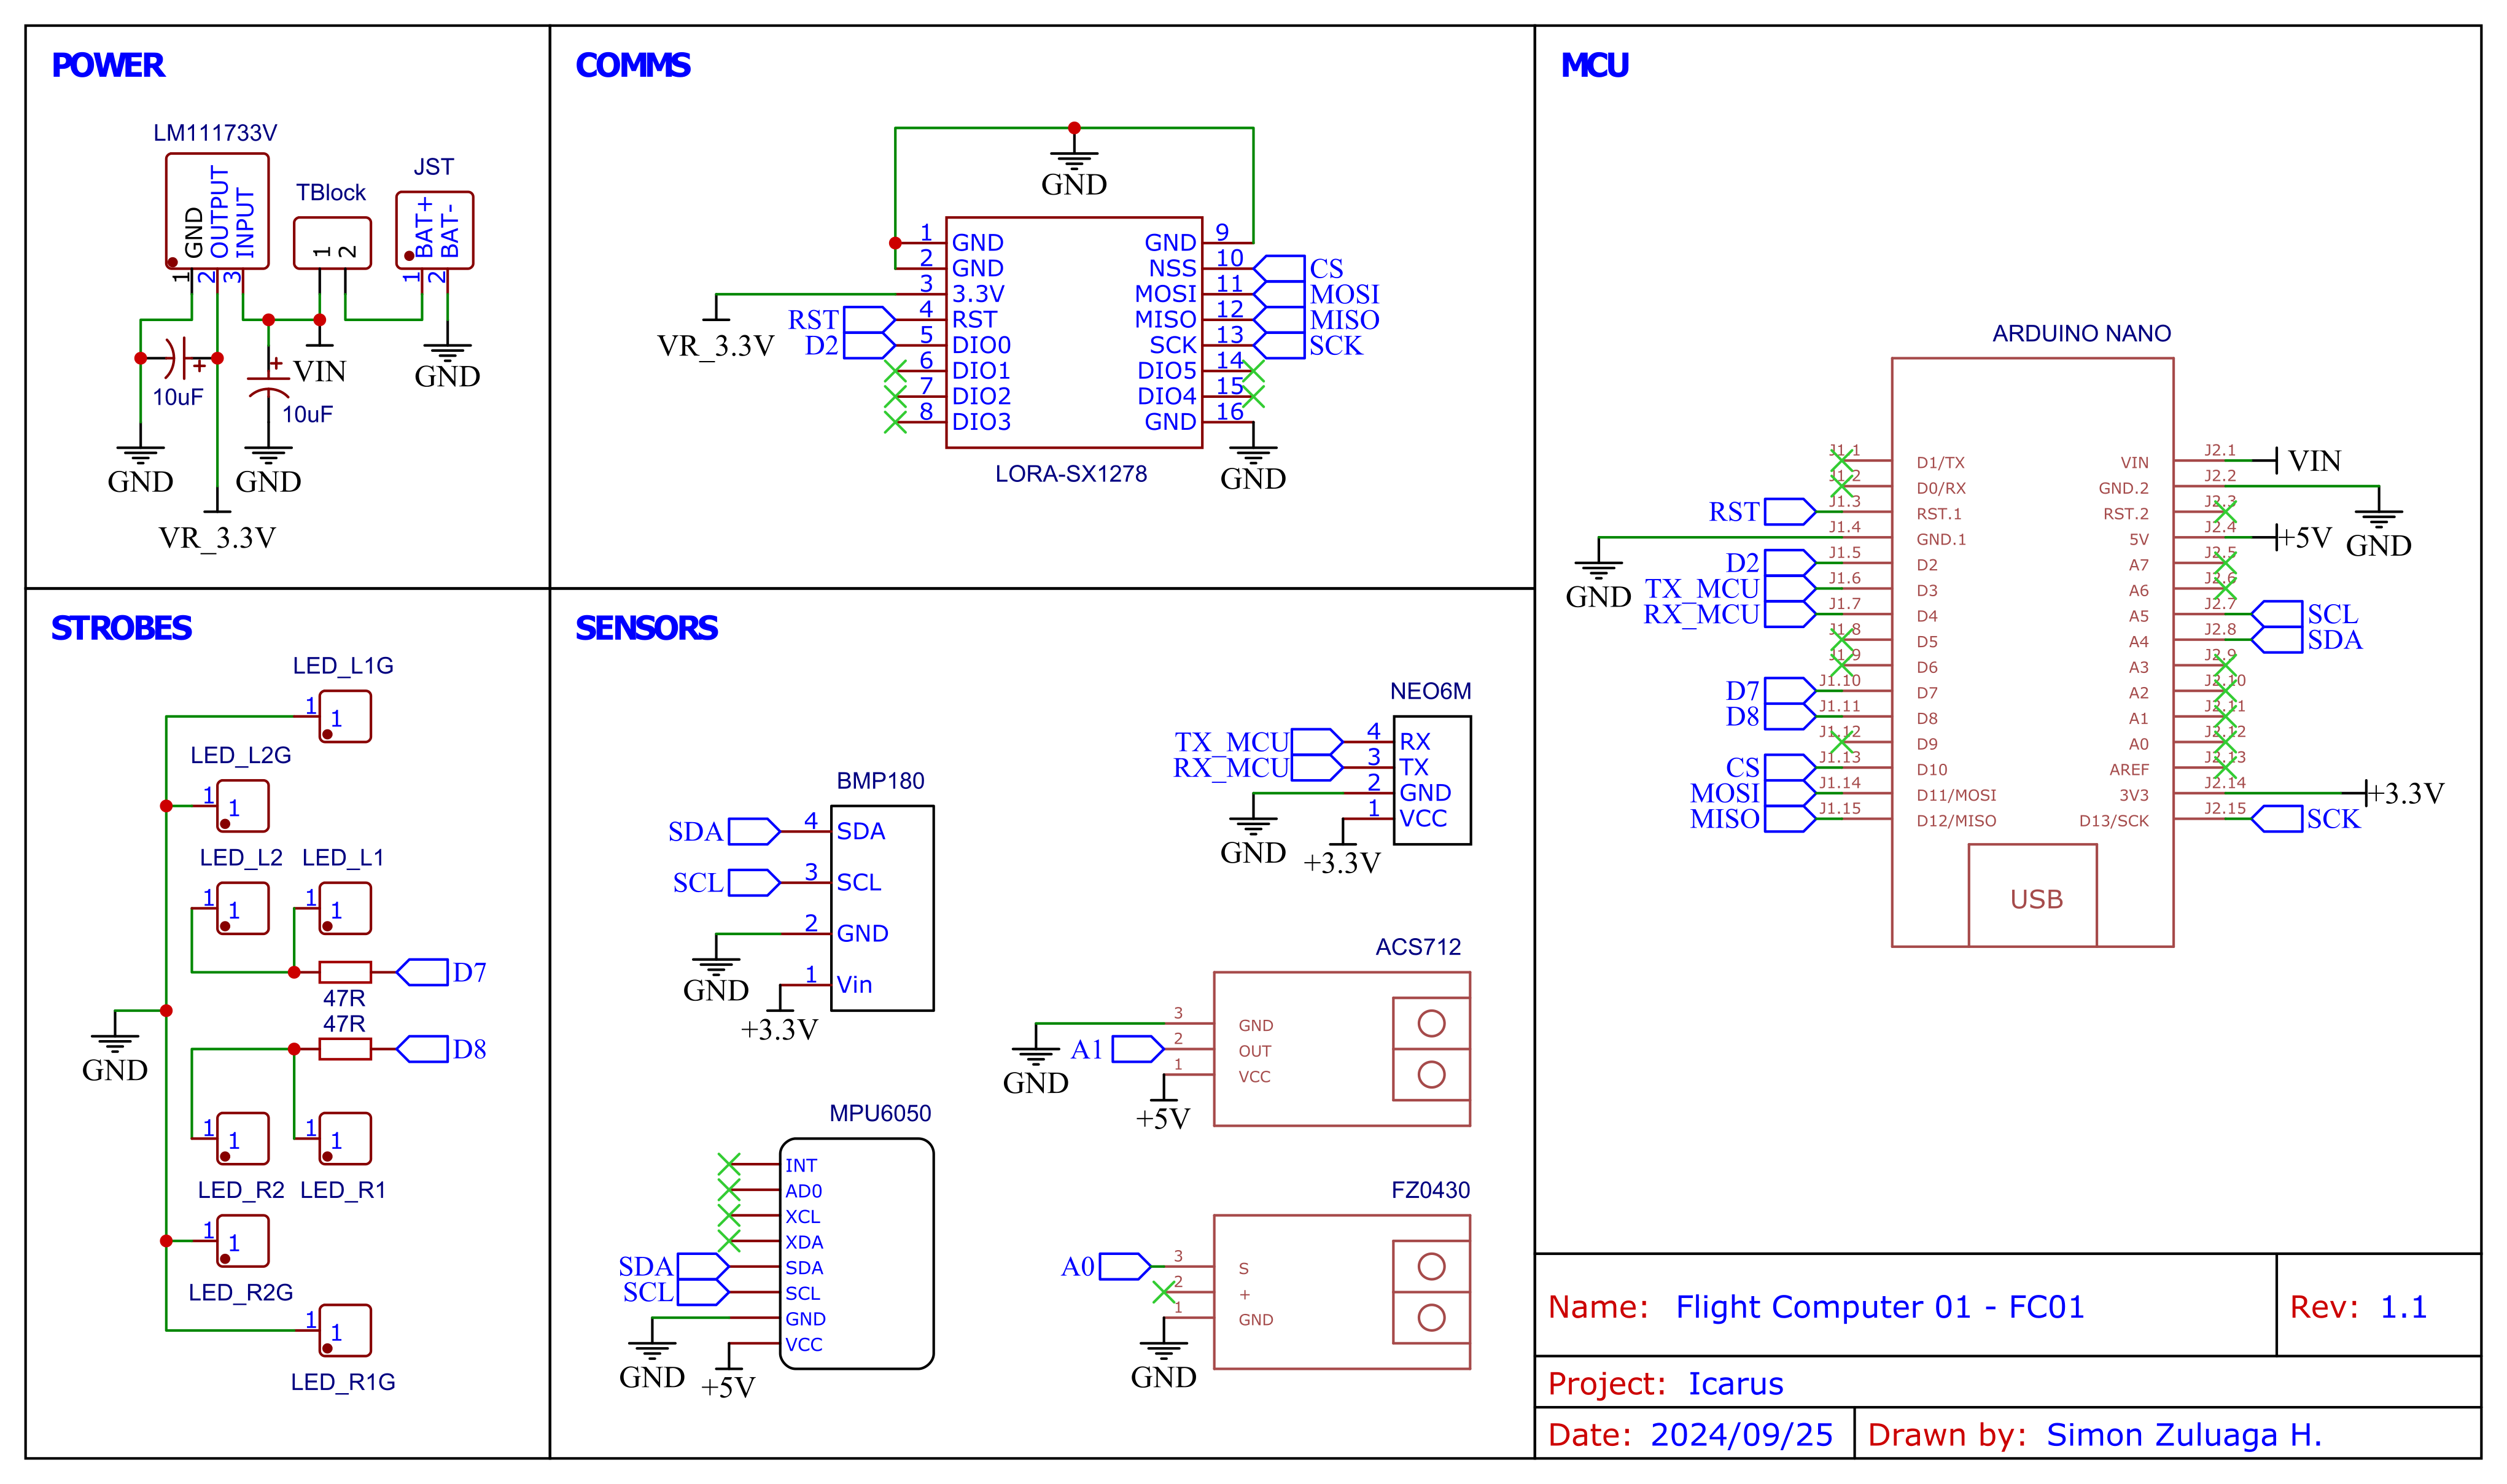 POWER
LM111733V
GND
OUTPUT
INPUT
1
2
3
TBlock
1
2
JST
BAT+
BAT-
1
2
10uF
VIN
10uF
GND
GND
GND
VR_3.3V
COMMS
GND
1 GND
2 GND
3 3.3V
4 RST
5 DIO0
6 DIO1
7 DIO2
8 DIO3
GND 9
NSS 10
MOSI 11
MISO 12
SCK 13
DIO5 14
DIO4 15
GND 16
VR_3.3V
RST
D2
CS
MOSI
MISO
SCK
LORA-SX1278
GND
MCU
ARDUINO NANO
J1.1 D1/TX
J1.2 D0/RX
RST J1.3 RST.1
J1.4 GND.1
GND
D2 J1.5 D2
TX_MCU J1.6 D3
RX_MCU J1.7 D4
J1.8 D5
J1.9 D6
D7 J1.10 D7
D8 J1.11 D8
J1.12 D9
CS J1.13 D10
MOSI J1.14 D11/MOSI
MISO J1.15 D12/MISO
VIN J2.1 VIN
GND.2 J2.2
GND
RST.2 J2.3
5V J2.4 +5V
A7 J2.5
A6 J2.6
A5 J2.7 SCL
A4 J2.8 SDA
A3 J2.9
A2 J2.10
A1 J2.11
A0 J2.12
AREF J2.13
3V3 J2.14 +3.3V
D13/SCK J2.15 SCK
USB
STROBES
LED_L1G
1 1
LED_L2G
1 1
LED_L2 LED_L1
1 1 1 1
D7
47R
47R
D8
GND
1 1 1 1
LED_R2 LED_R1
1 1
LED_R2G
1 1
LED_R1G
SENSORS
BMP180
SDA 4 SDA
SCL 3 SCL
2 GND
GND
1 Vin
+3.3V
NEO6M
TX_MCU 4 RX
RX_MCU 3 TX
2 GND
1 VCC
GND
+3.3V
ACS712
3 GND
A1 2 OUT
1 VCC
GND
+5V
MPU6050
INT
AD0
XCL
XDA
SDA SDA
SCL SCL
GND
VCC
GND
+5V
FZ0430
A0 3 S
2 +
1 GND
GND
Name: Flight Computer 01 - FC01
Rev: 1.1
Project: Icarus
Date: 2024/09/25
Drawn by: Simon Zuluaga H.